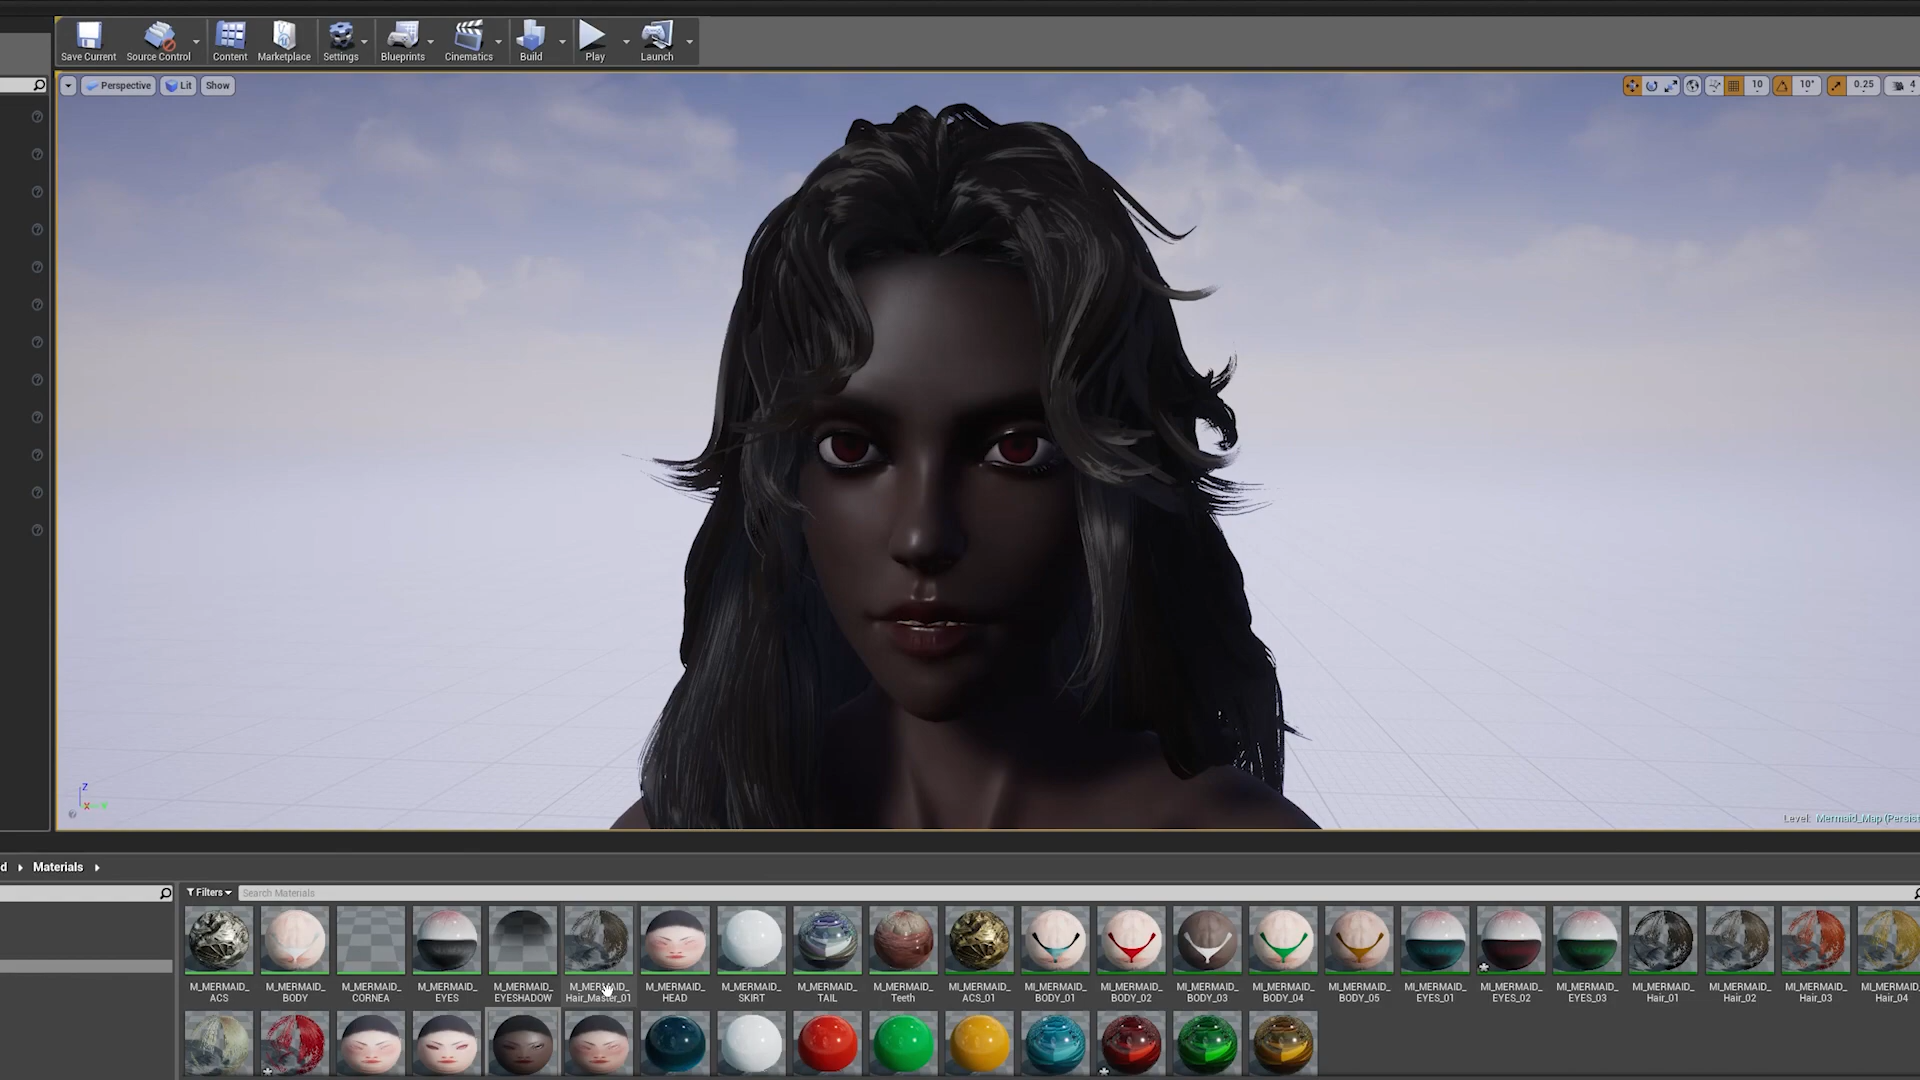 Save Current
Source Control
Content
Marketplace
Settings
Blueprints
Cinematics
Build
Play
Launch
Perspective
Lit
Show
10
10°
0.25
4
Z
X
Level: Mermaid_Map (Persist
d
Materials
Filters
Search Materials
M_MERMAID_
ACS
M_MERMAID_
BODY
M_MERMAID_
CORNEA
M_MERMAID_
EYES
M_MERMAID_
EYESHADOW
M_MERMAID_
Hair_Master_01
M_MERMAID_
HEAD
M_MERMAID_
SKIRT
M_MERMAID_
TAIL
M_MERMAID_
Teeth
MI_MERMAID_
ACS_01
MI_MERMAID_
BODY_01
MI_MERMAID_
BODY_02
MI_MERMAID_
BODY_03
MI_MERMAID_
BODY_04
MI_MERMAID_
BODY_05
MI_MERMAID_
EYES_01
MI_MERMAID_
EYES_02
MI_MERMAID_
EYES_03
MI_MERMAID_
Hair_01
MI_MERMAID_
Hair_02
MI_MERMAID_
Hair_03
MI_MERMAID_
Hair_04